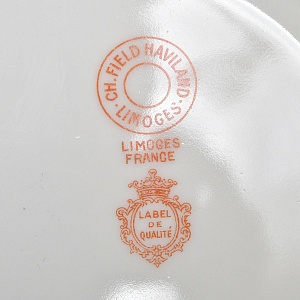 CH. FIELD HAVILAND
· LIMOGES ·
LIMOGES
FRANCE
LABEL
DE
QUALITÉ